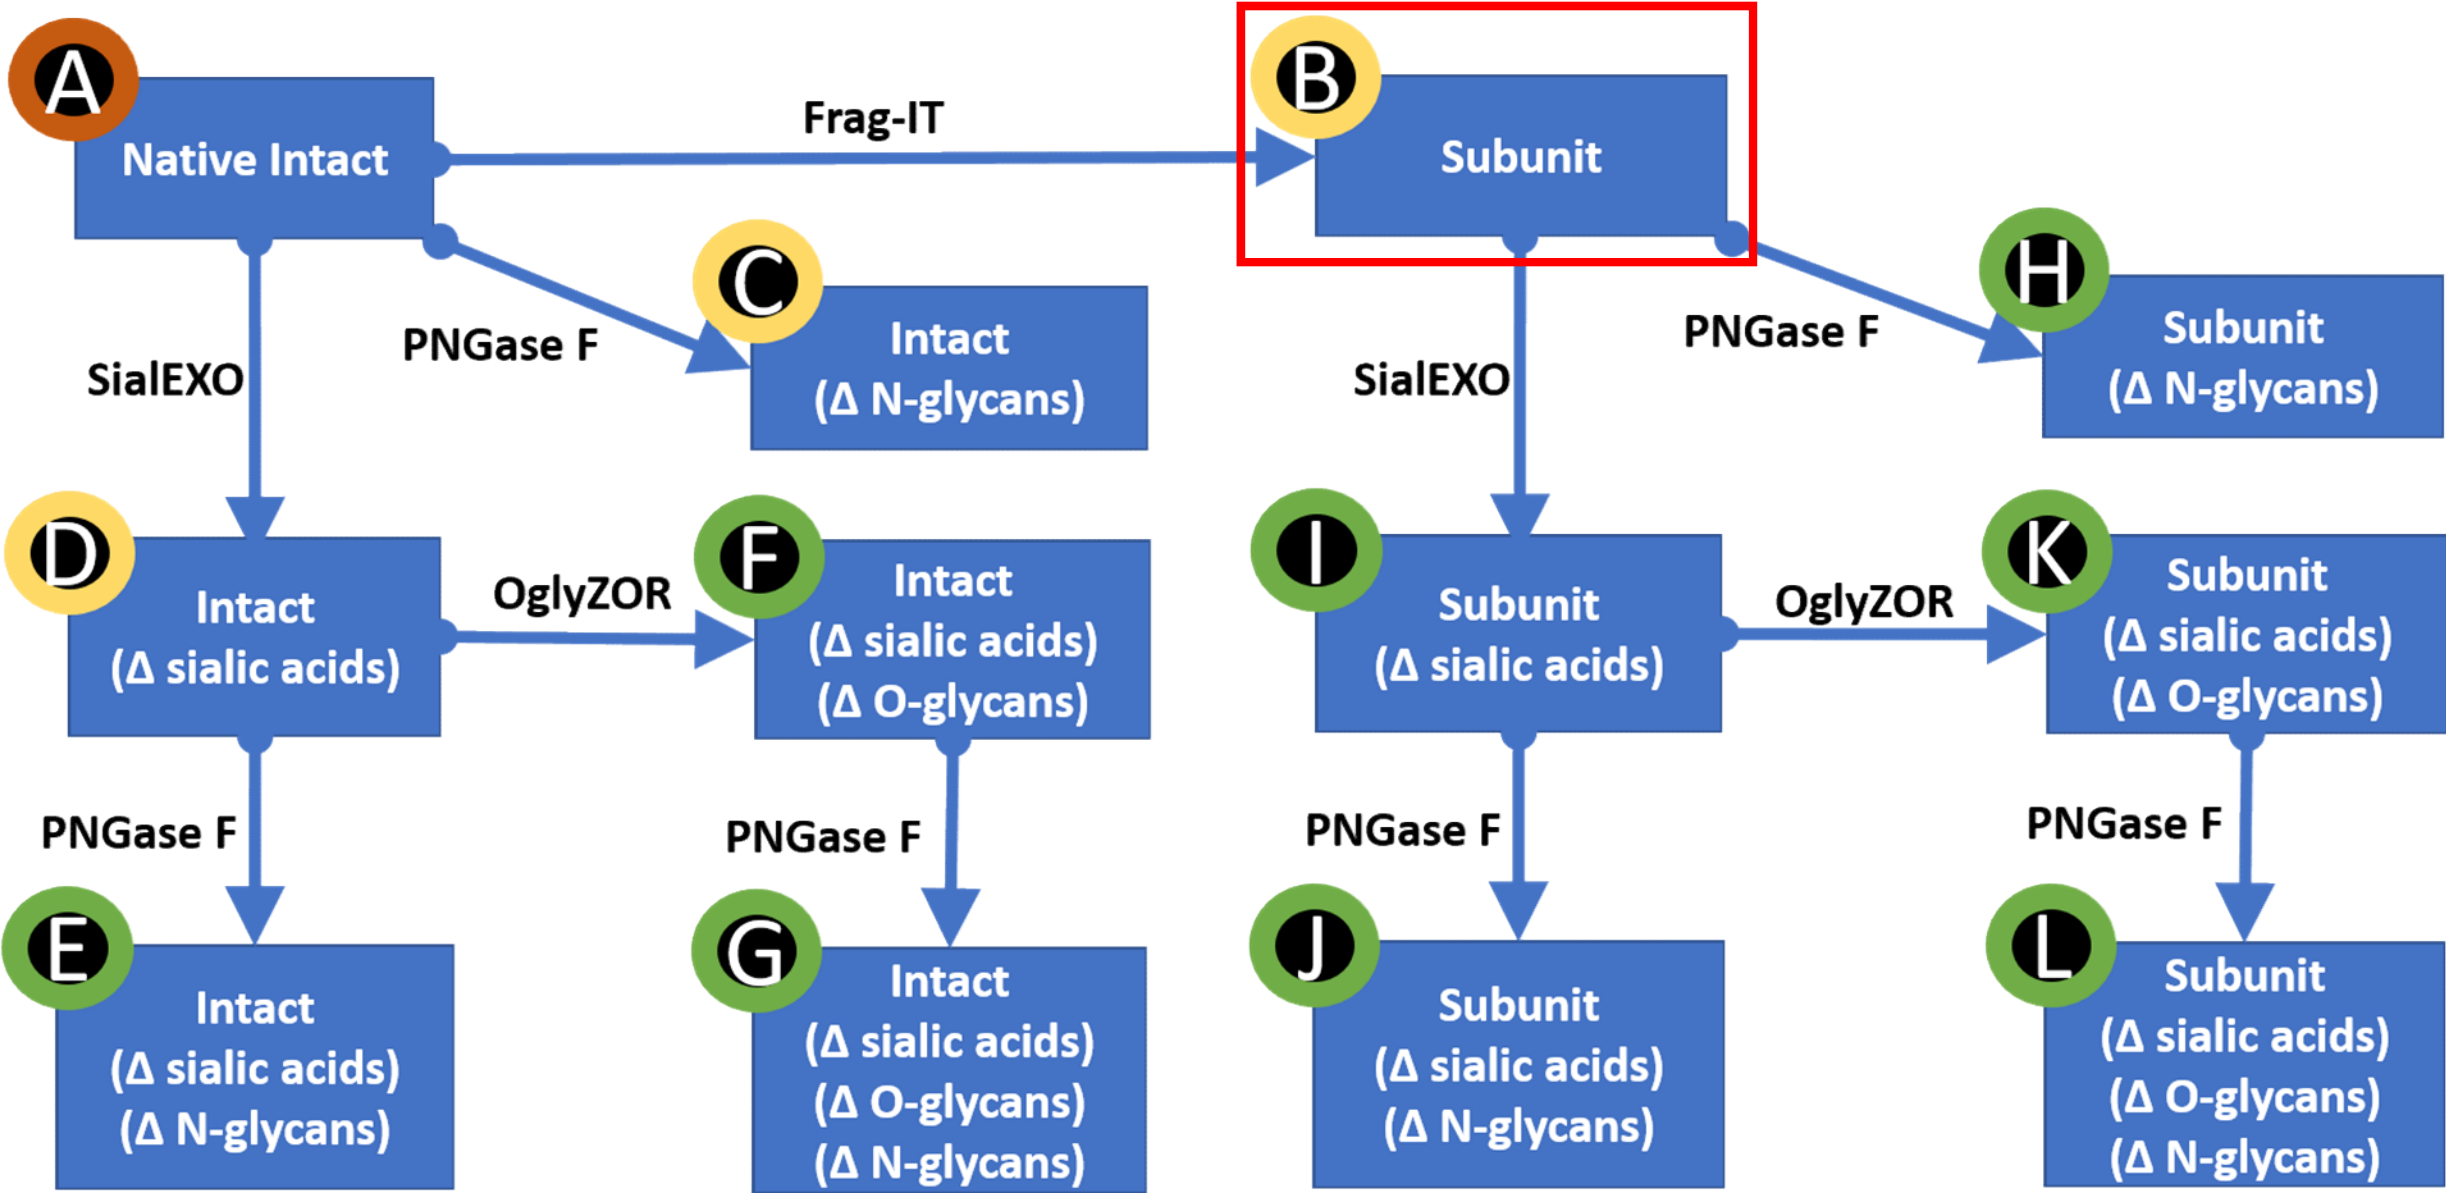 A
Native Intact
Frag-IT
B
Subunit
SialEXO
PNGase F
C
Intact
(Δ N-glycans)
SialEXO
PNGase F
H
Subunit
(Δ N-glycans)
D
Intact
(Δ sialic acids)
OglyZOR
F
Intact
(Δ sialic acids)
(Δ O-glycans)
I
Subunit
(Δ sialic acids)
OglyZOR
K
Subunit
(Δ sialic acids)
(Δ O-glycans)
PNGase F
PNGase F
PNGase F
PNGase F
E
Intact
(Δ sialic acids)
(Δ N-glycans)
G
Intact
(Δ sialic acids)
(Δ O-glycans)
(Δ N-glycans)
J
Subunit
(Δ sialic acids)
(Δ N-glycans)
L
Subunit
(Δ sialic acids)
(Δ O-glycans)
(Δ N-glycans)